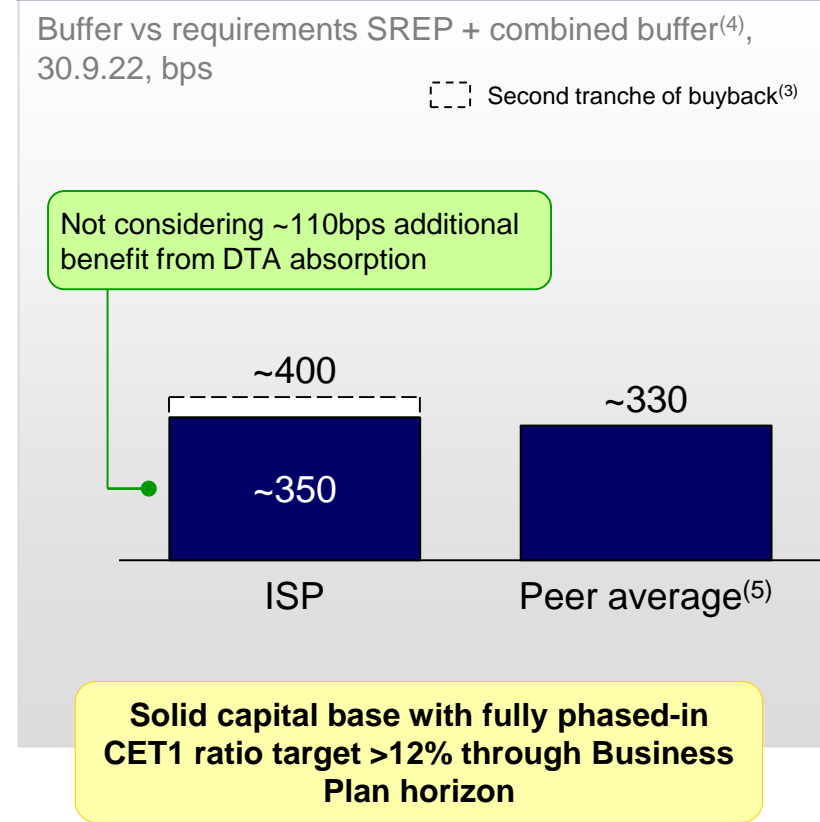 Buffer vs requirements SREP + combined buffer(4),
30.9.22, bps
Second tranche of buyback(3)
Not considering ~110bps additional
benefit from DTA absorption
~400
~330
~350
ISP
Peer average(5)
Solid capital base with fully phased-in
CET1 ratio target >12% through Business
Plan horizon